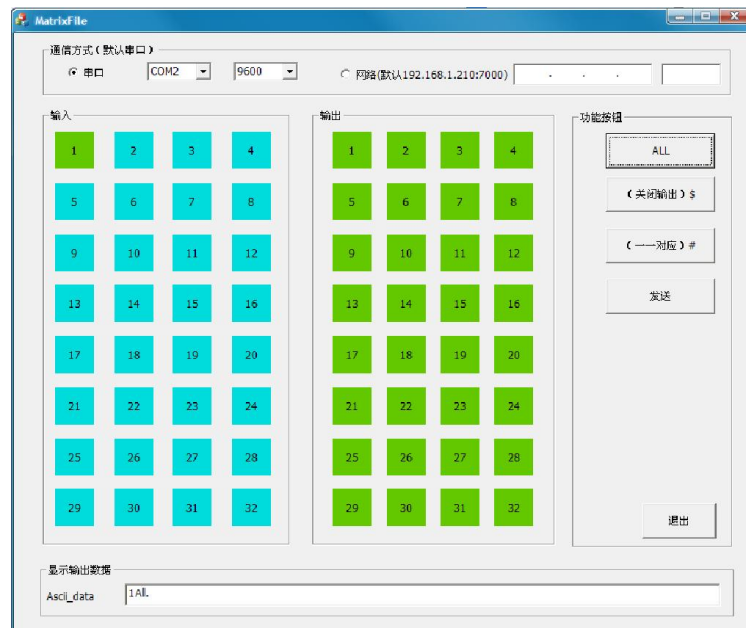 MatrixFile
通信方式(默认串口)
串口 COM2 9600 网络(默认192.168.1.210:7000) . . .
输入 输出 功能按钮
1 2 3 4 1 2 3 4 ALL
5 6 7 8 5 6 7 8 (关闭输出)$
9 10 11 12 9 10 11 12 (一一对应)#
13 14 15 16 13 14 15 16 发送
17 18 19 20 17 18 19 20
21 22 23 24 21 22 23 24
25 26 27 28 25 26 27 28
29 30 31 32 29 30 31 32 退出
显示输出数据
Ascii_data 1All.